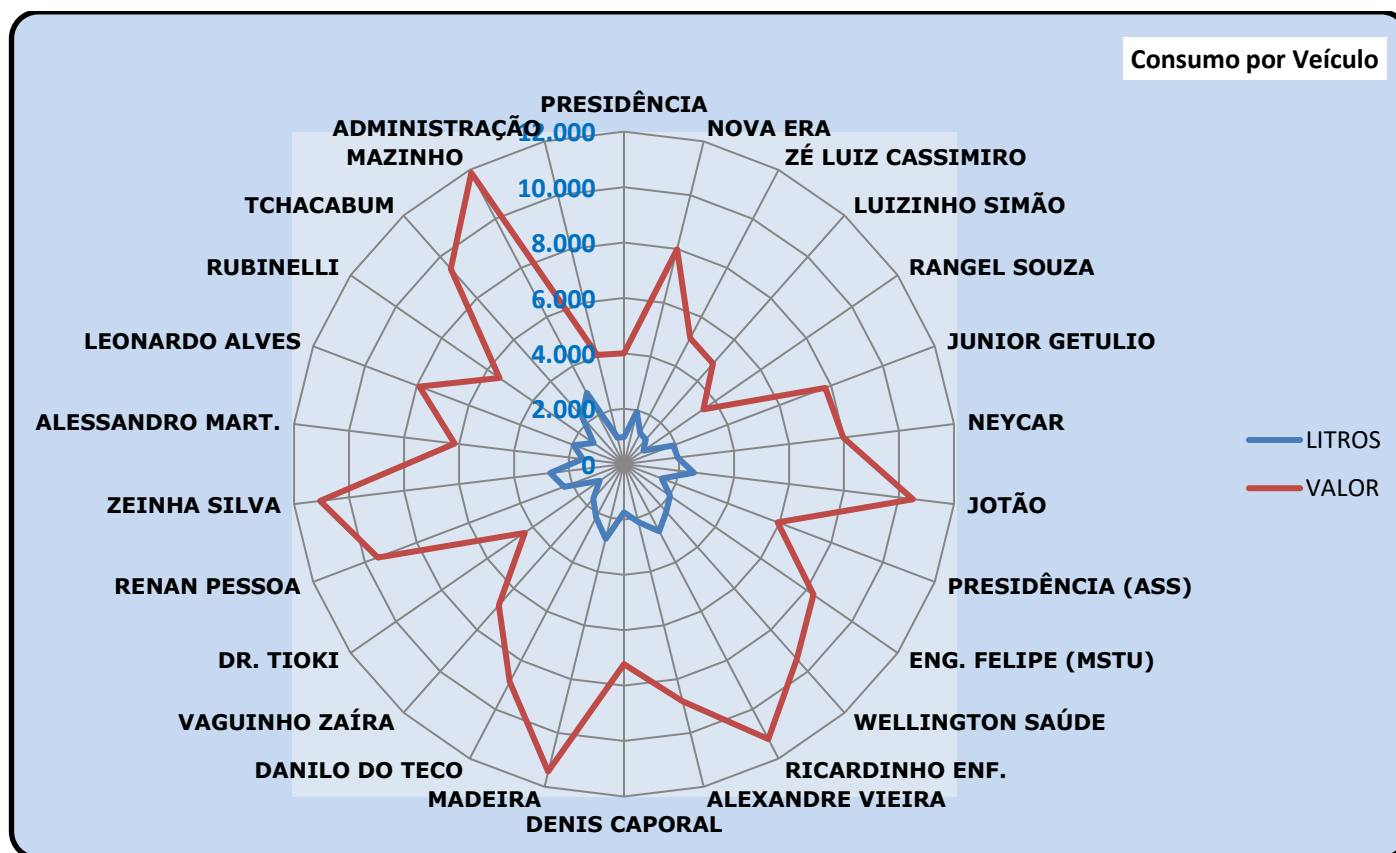 Consumo por Veículo
PRESIDÊNCIA
NOVA ERA
ZÉ LUIZ CASSIMIRO
LUIZINHO SIMÃO
RANGEL SOUZA
JUNIOR GETULIO
NEYCAR
JOTÃO
PRESIDÊNCIA (ASS)
ENG. FELIPE (MSTU)
WELLINGTON SAÚDE
RICARDINHO ENF.
ALEXANDRE VIEIRA
DENIS CAPORAL
MADEIRA
DANILO DO TECO
VAGUINHO ZAÍRA
DR. TIOKI
RENAN PESSOA
ZEINHA SILVA
ALESSANDRO MART.
LEONARDO ALVES
RUBINELLI
TCHACABUM
MAZINHO
ADMINISTRAÇÃO
12.000
10.000
8.000
6.000
4.000
2.000
0
LITROS
VALOR